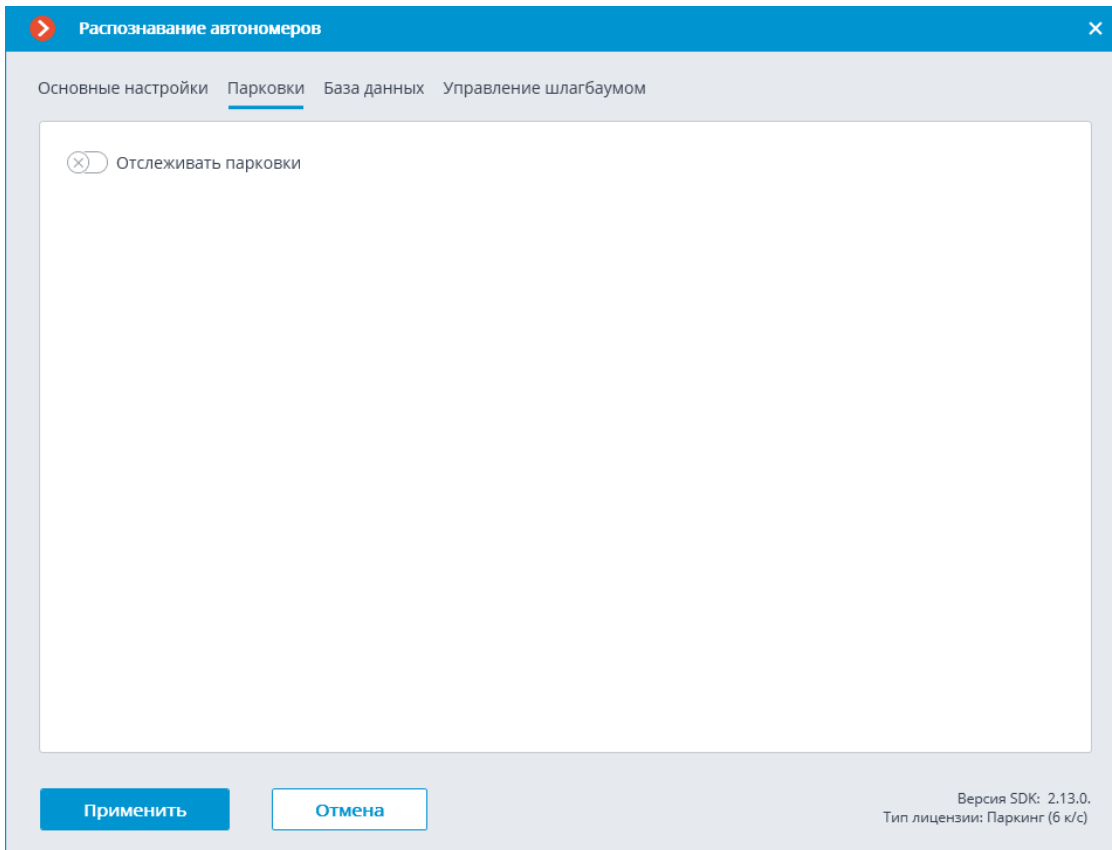 Распознавание автономеров
Основные настройки Парковки База данных Управление шлагбаумом
Отслеживать парковки
Применить Отмена
Версия SDK: 2.13.0.
Тип лицензии: Паркинг (6 к/с)